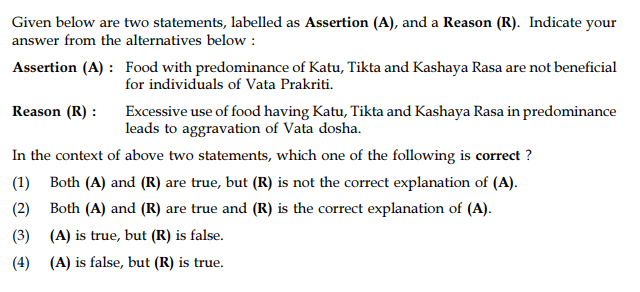 Given below are two statements, labelled as Assertion (A), and a Reason (R). Indicate your
answer from the alternatives below :
Assertion (A) : Food with predominance of Katu, Tikta and Kashaya Rasa are not beneficial
for individuals of Vata Prakriti.
Reason (R) : Excessive use of food having Katu, Tikta and Kashaya Rasa in predominance
leads to aggravation of Vata dosha.
In the context of above two statements, which one of the following is correct ?
(1) Both (A) and (R) are true, but (R) is not the correct explanation of (A).
(2) Both (A) and (R) are true and (R) is the correct explanation of (A).
(3) (A) is true, but (R) is false.
(4) (A) is false, but (R) is true.